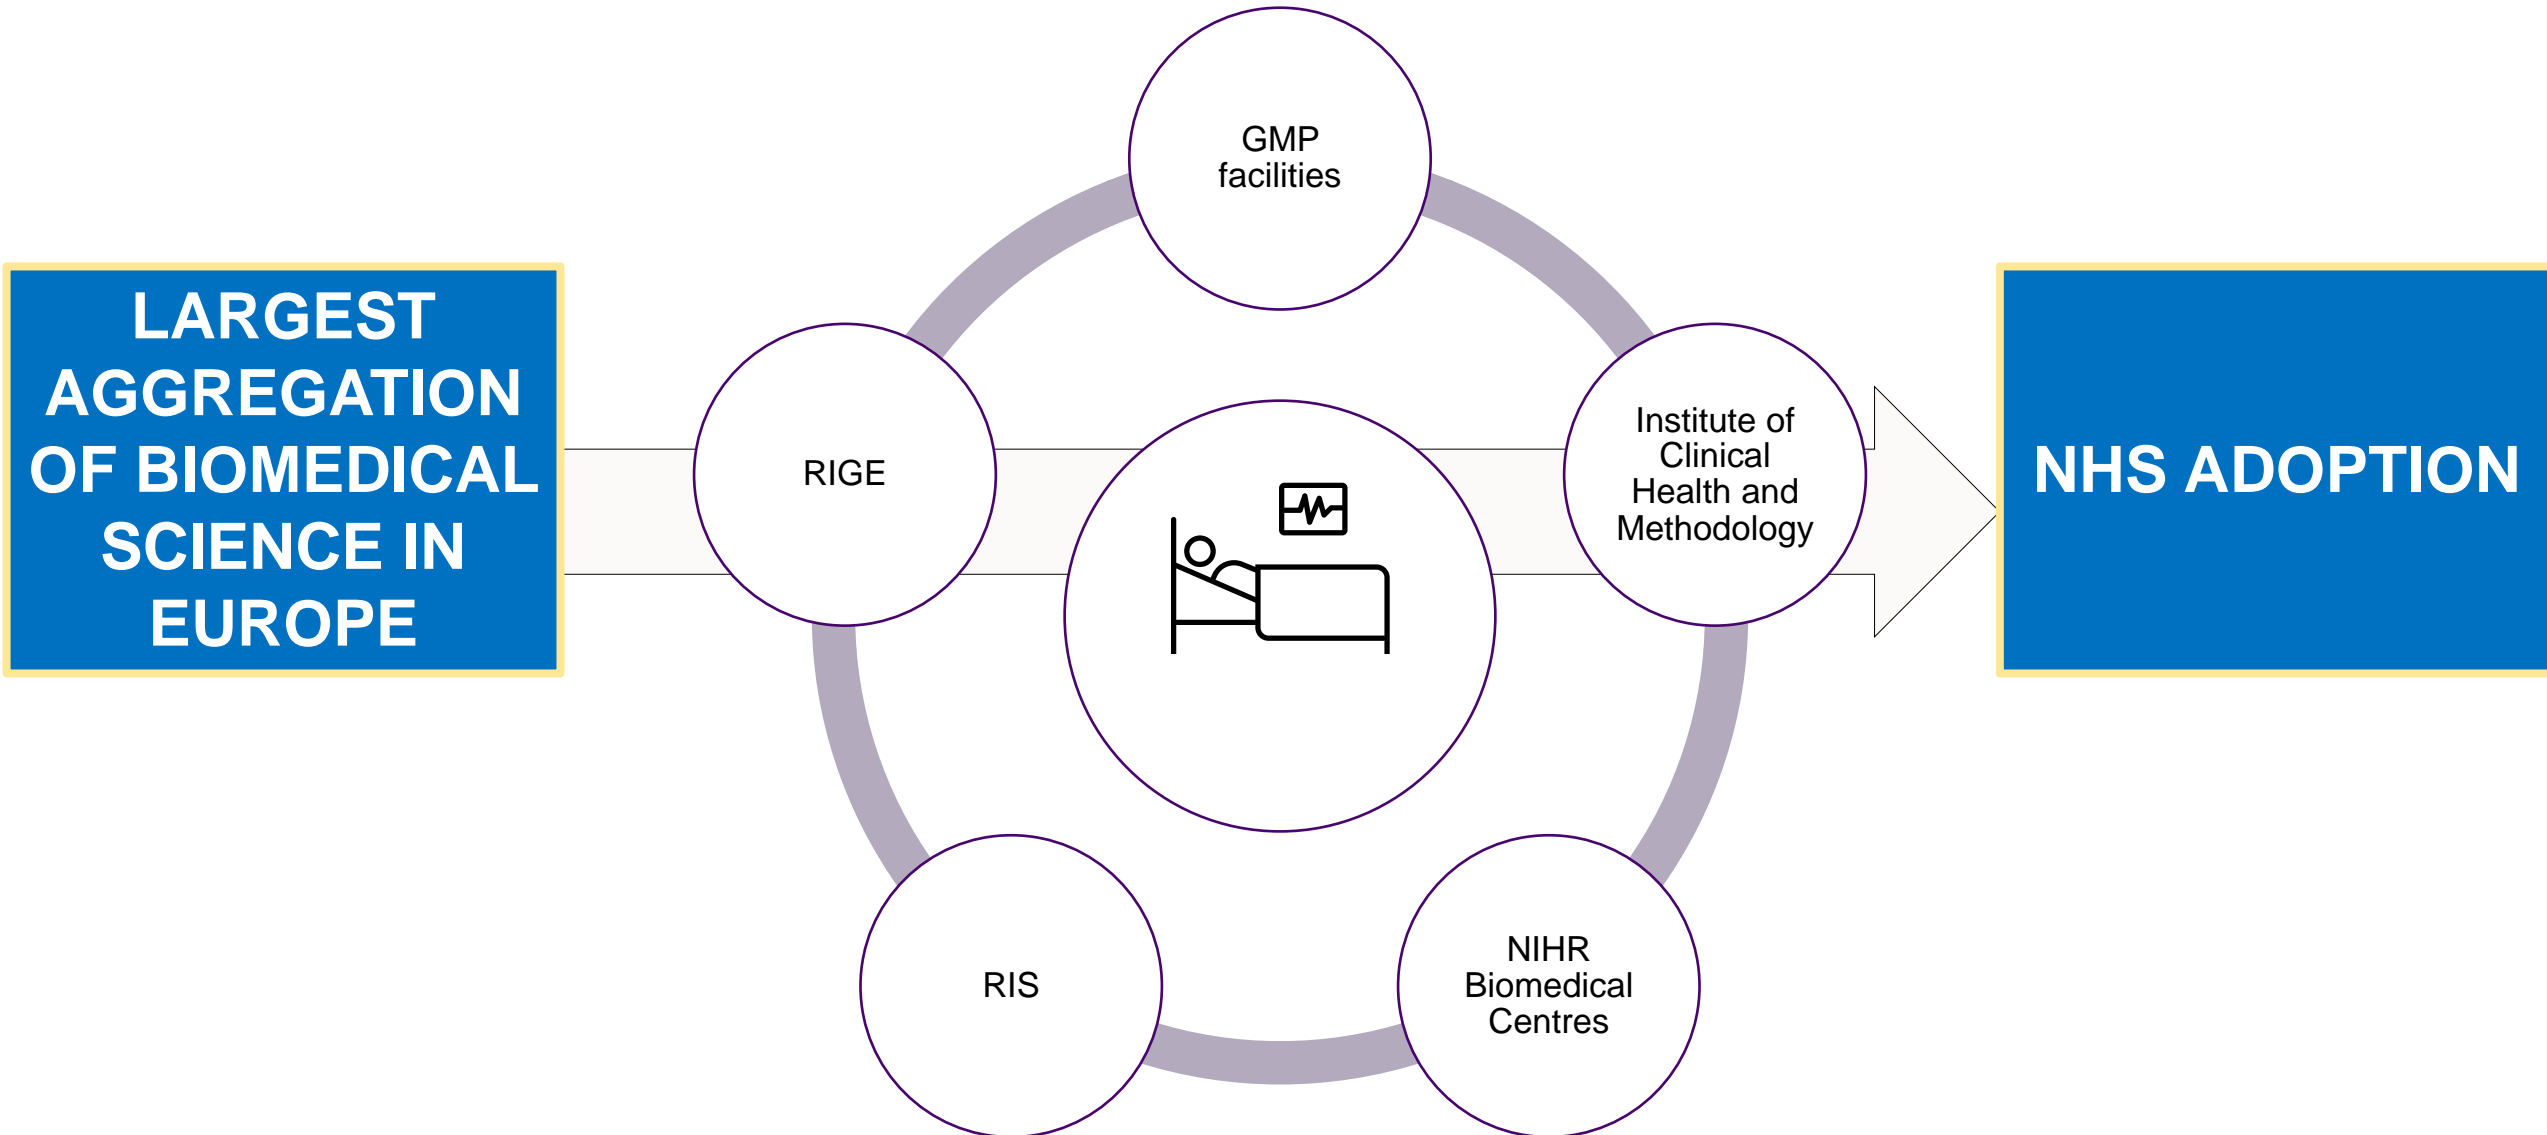 LARGEST
AGGREGATION
OF BIOMEDICAL
SCIENCE IN
EUROPE
GMP
facilities
RIGE
Institute of
Clinical
Health and
Methodology
RIS
NIHR
Biomedical
Centres
NHS ADOPTION